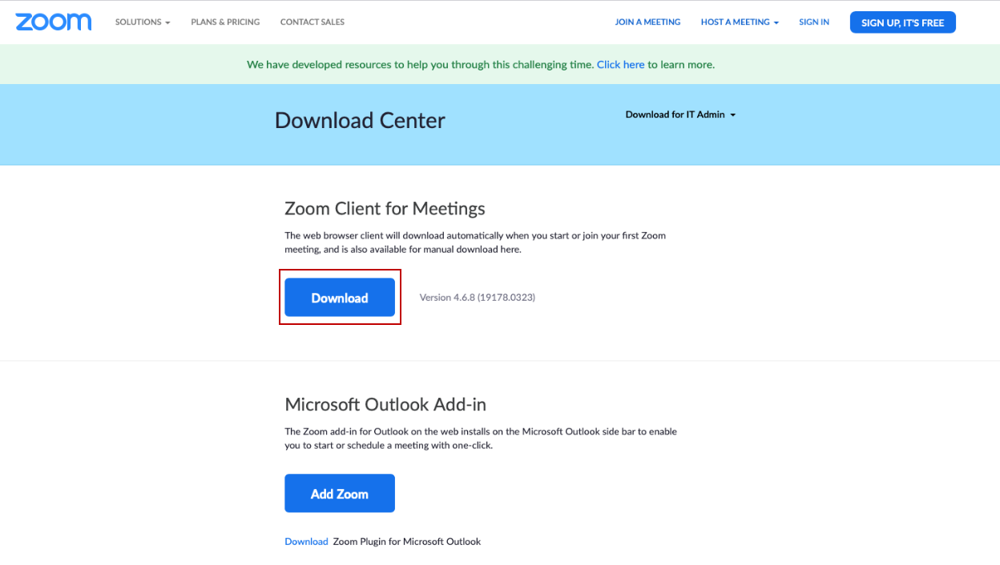 zoom
SOLUTIONS
PLANS & PRICING
CONTACT SALES
JOIN A MEETING
HOST A MEETING
SIGN IN
SIGN UP, IT'S FREE
We have developed resources to help you through this challenging time. Click here to learn more.
Download Center
Download for IT Admin
Zoom Client for Meetings
The web browser client will download automatically when you start or join your first Zoom
meeting, and is also available for manual download here.
Download
Version 4.6.8 (19178.0323)
Microsoft Outlook Add-in
The Zoom add-in for Outlook on the web installs on the Microsoft Outlook side bar to enable
you to start or schedule a meeting with one-click.
Add Zoom
Download Zoom Plugin for Microsoft Outlook